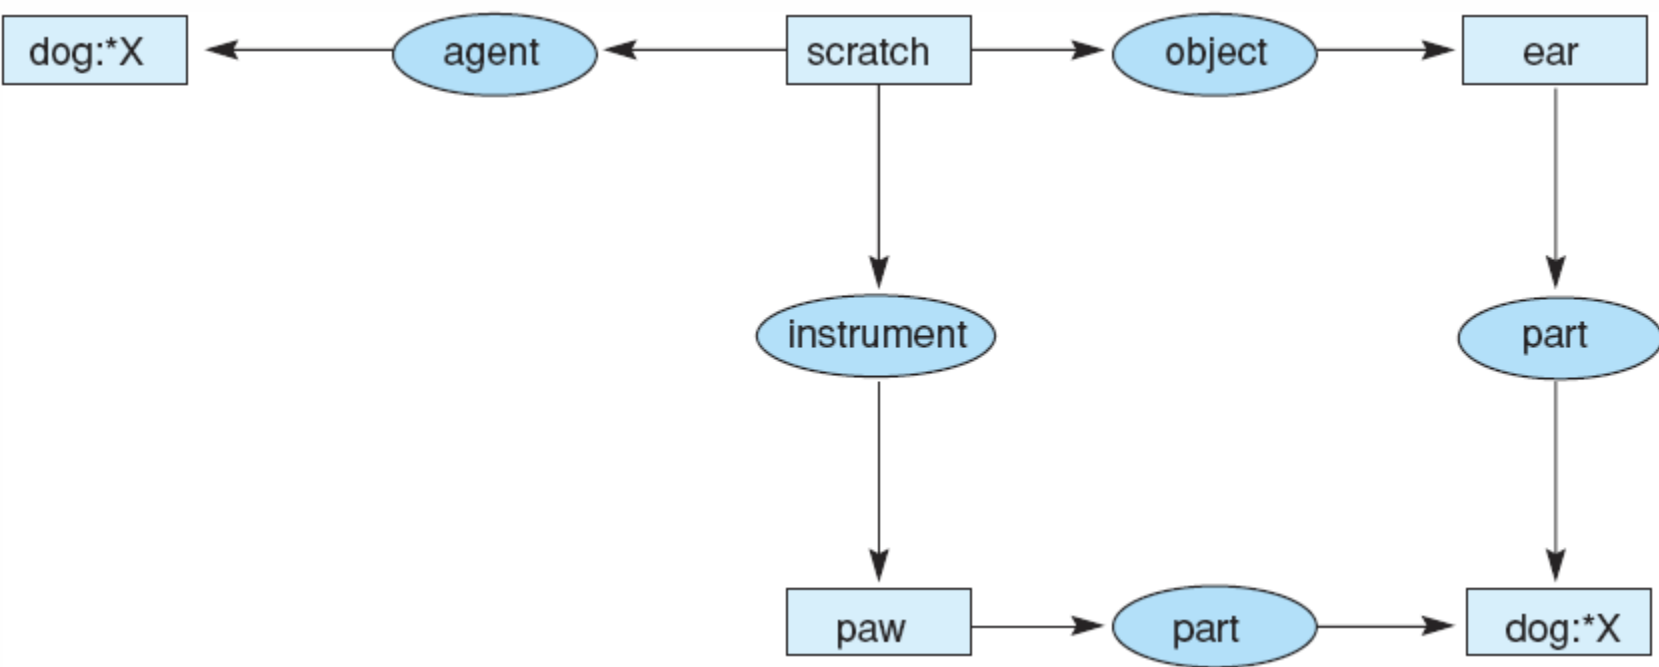 dog:*X
agent
scratch
object
ear
instrument
part
paw
part
dog:*X